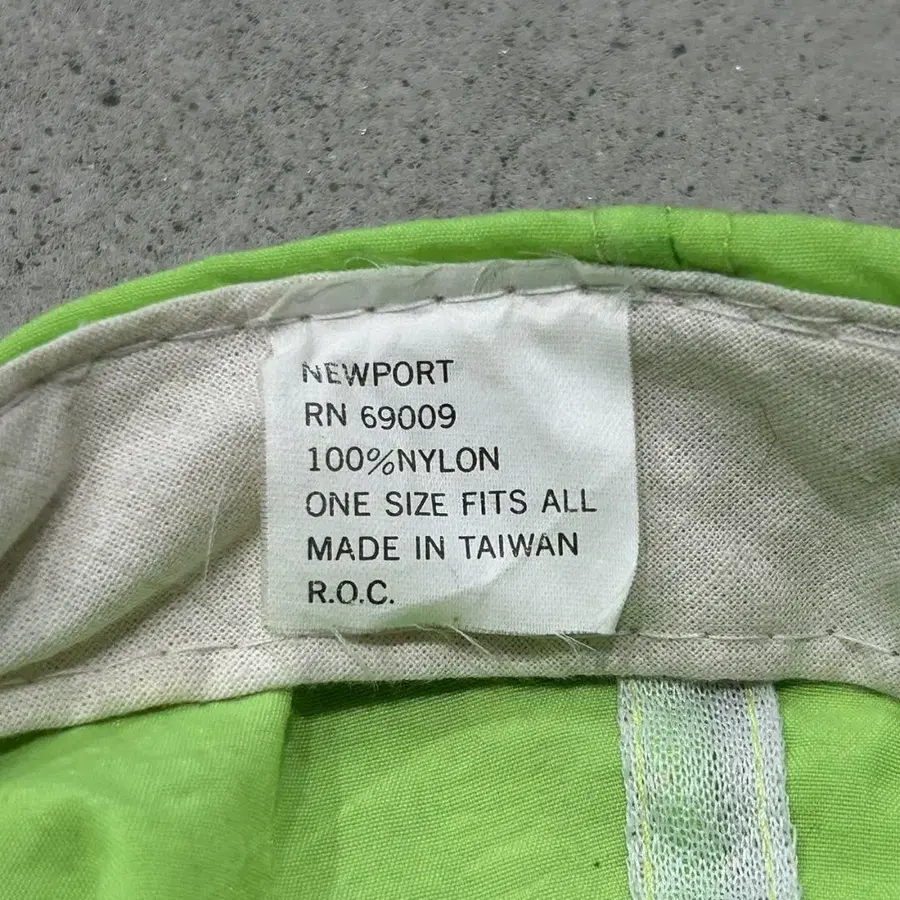 NEWPORT
RN 69009
100%NYLON
ONE SIZE FITS ALL
MADE IN TAIWAN
R.O.C.